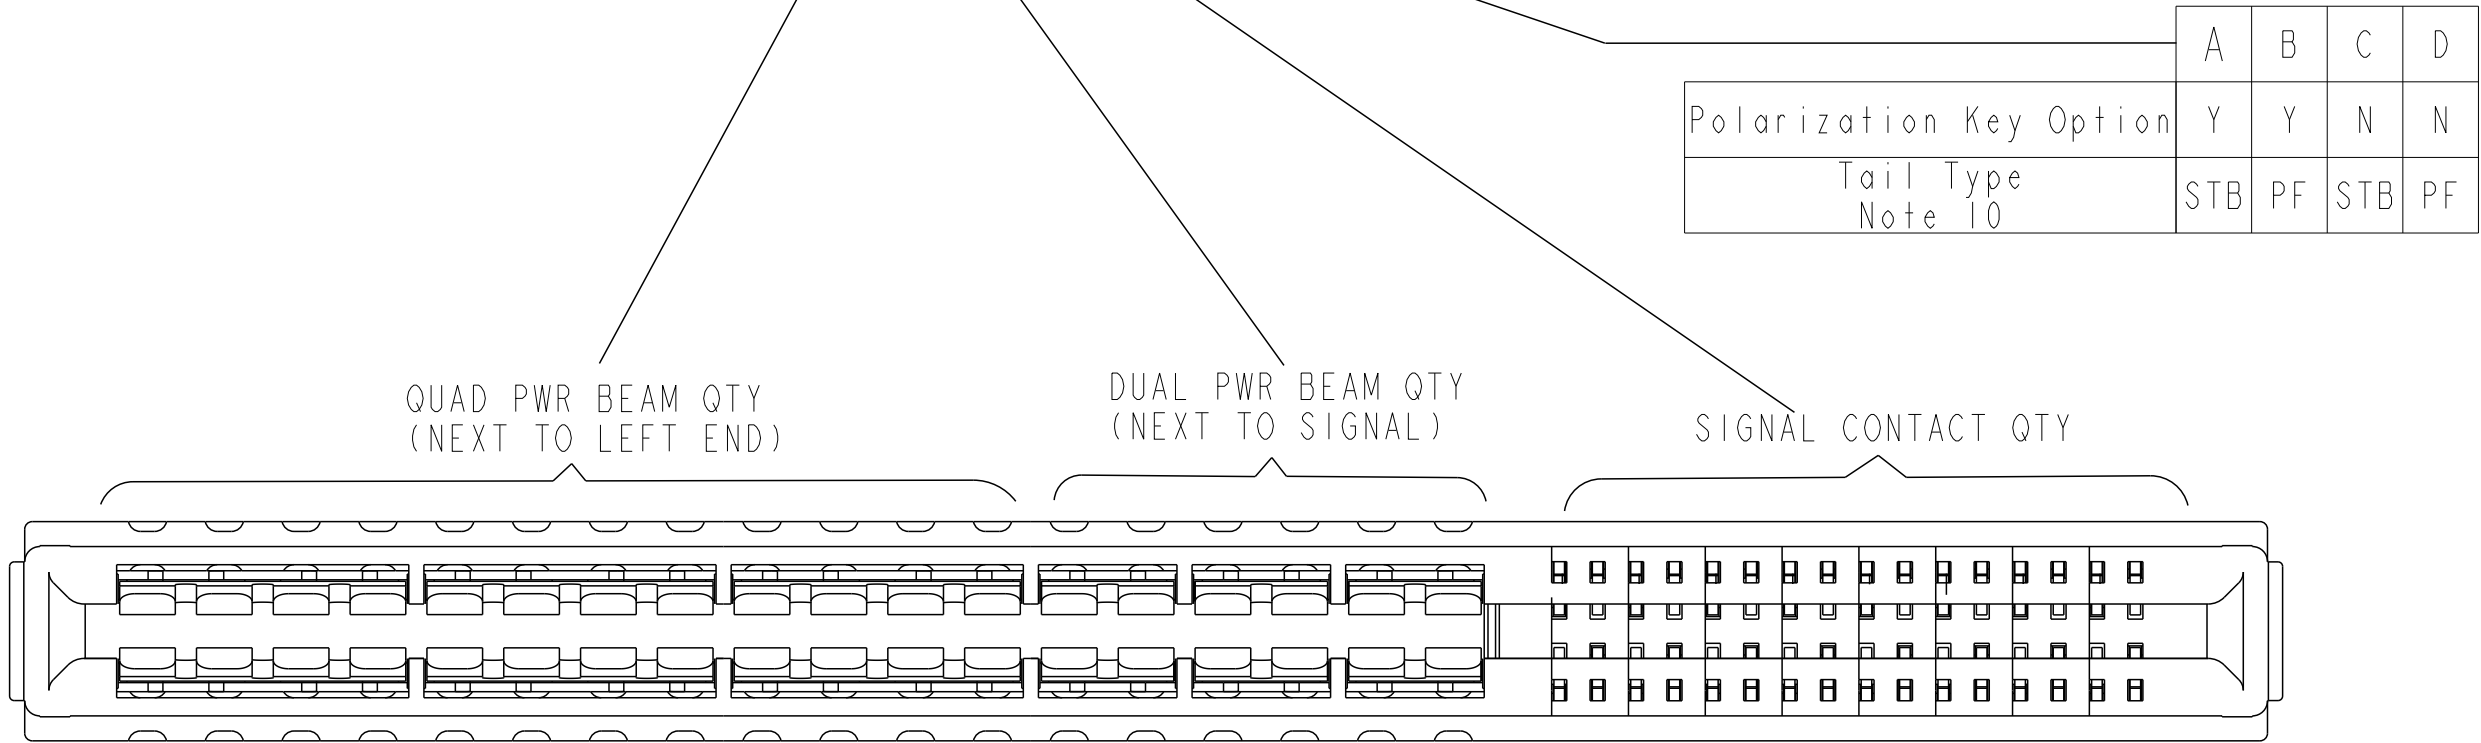 A B C D
Polarization Key Option Y Y N N
Tail Type
Note 10
STB PF STB PF
QUAD PWR BEAM QTY
(NEXT TO LEFT END)
DUAL PWR BEAM QTY
(NEXT TO SIGNAL)
SIGNAL CONTACT QTY